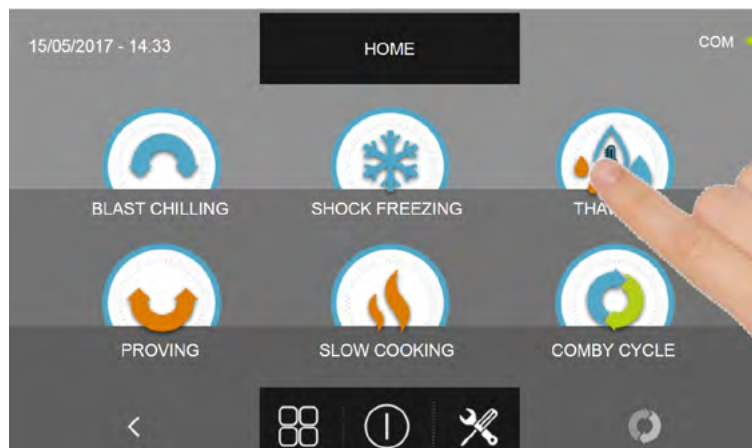 15/05/2017 - 14.33
HOME
COM
BLAST CHILLING
SHOCK FREEZING
PROVING
SLOW COOKING
COMBY CYCLE